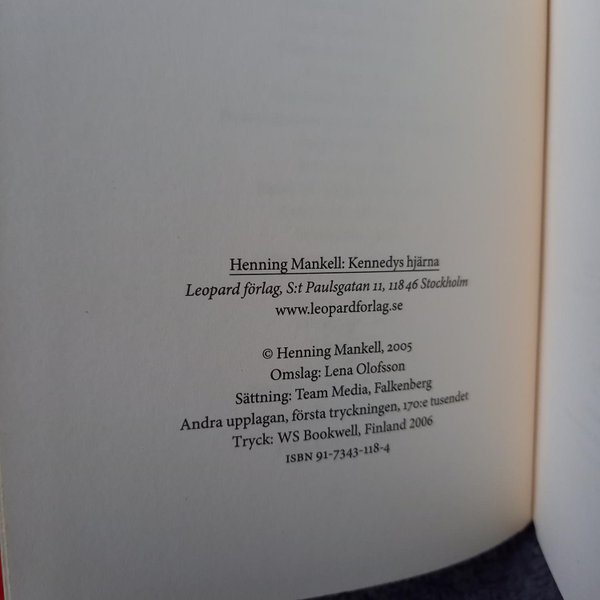 Henning Mankell: Kennedys hjärna
Leopard förlag, S:t Paulsgatan 11, 118 46 Stockholm
www.leopardforlag.se
© Henning Mankell, 2005
Omslag: Lena Olofsson
Sättning: Team Media, Falkenberg
Andra upplagan, första tryckningen, 170:e tusendet
Tryck: WS Bookwell, Finland 2006
ISBN 91-7343-118-4